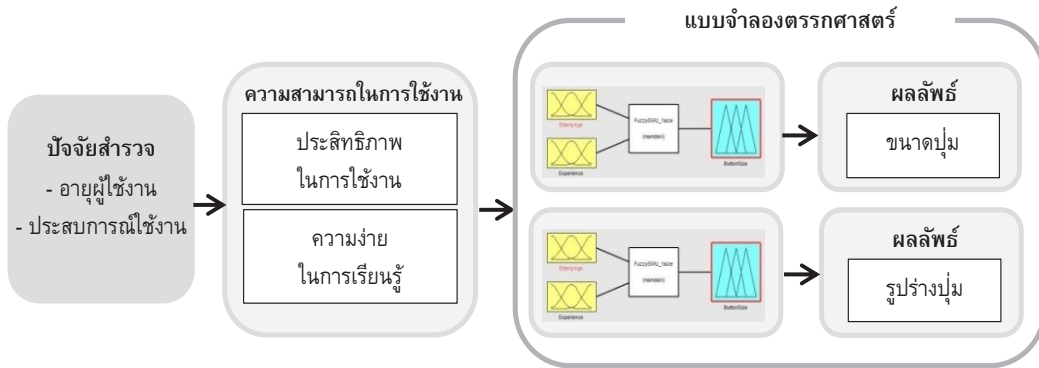 แบบจำลองตรรกศาสตร์
ปัจจัยสำรวจ
- อายุผู้ใช้งาน
- ประสบการณ์ใช้งาน
ความสามารถในการใช้งาน
ประสิทธิภาพ
ในการใช้งาน
ความง่าย
ในการเรียนรู้
ElderlyAge
Experience
FuzzySMU_1size
(mamdani)
ButtonSize
ผลลัพธ์
ขนาดปุ่ม
ElderlyAge
Experience
FuzzySMU_1size
(mamdani)
ButtonSize
ผลลัพธ์
รูปร่างปุ่ม